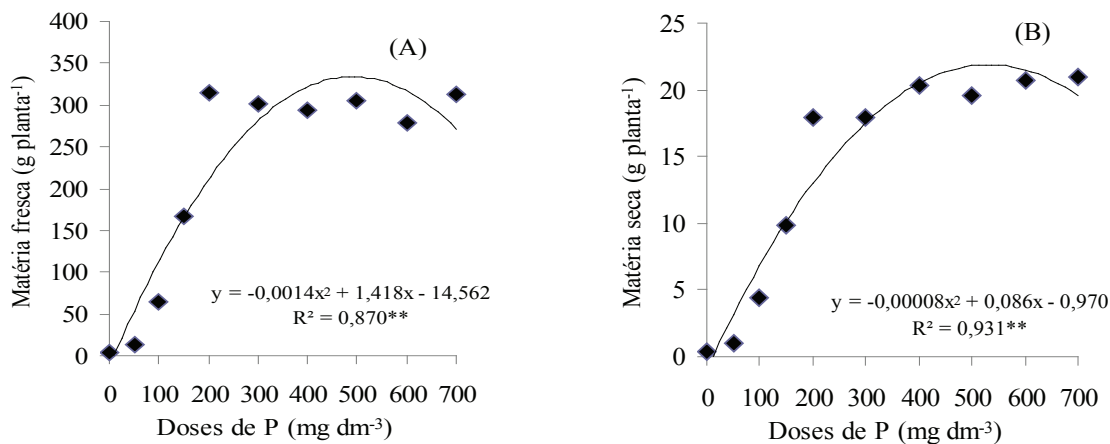 (A)
Matéria fresca (g planta⁻¹)
400
350
300
250
200
150
100
50
0
y = -0,0014x² + 1,418x - 14,562
R² = 0,870**
0 100 200 300 400 500 600 700
Doses de P (mg dm⁻³)
(B)
Matéria seca (g planta⁻¹)
25
20
15
10
5
0
y = -0,00008x² + 0,086x - 0,970
R² = 0,931**
0 100 200 300 400 500 600 700
Doses de P (mg dm⁻³)